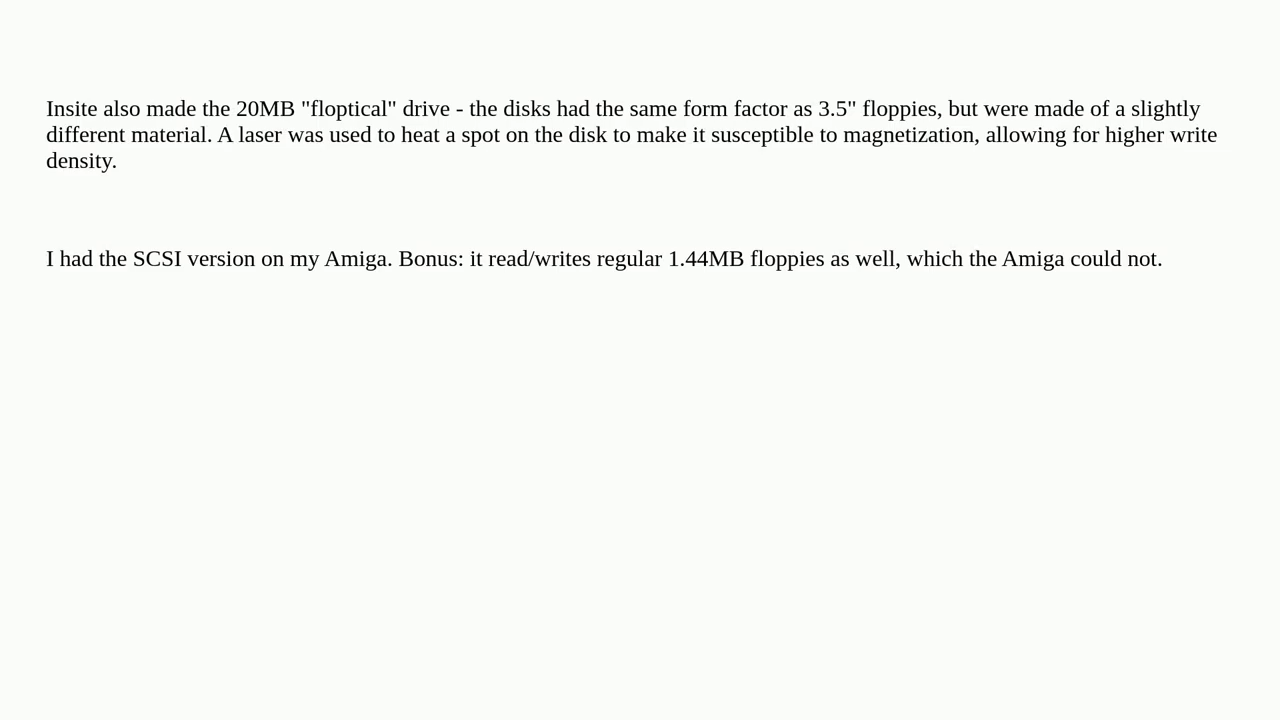 Insite also made the 20MB "floptical" drive - the disks had the same form factor as 3.5" floppies, but were made of a slightly
different material. A laser was used to heat a spot on the disk to make it susceptible to magnetization, allowing for higher write
density.
I had the SCSI version on my Amiga. Bonus: it read/writes regular 1.44MB floppies as well, which the Amiga could not.